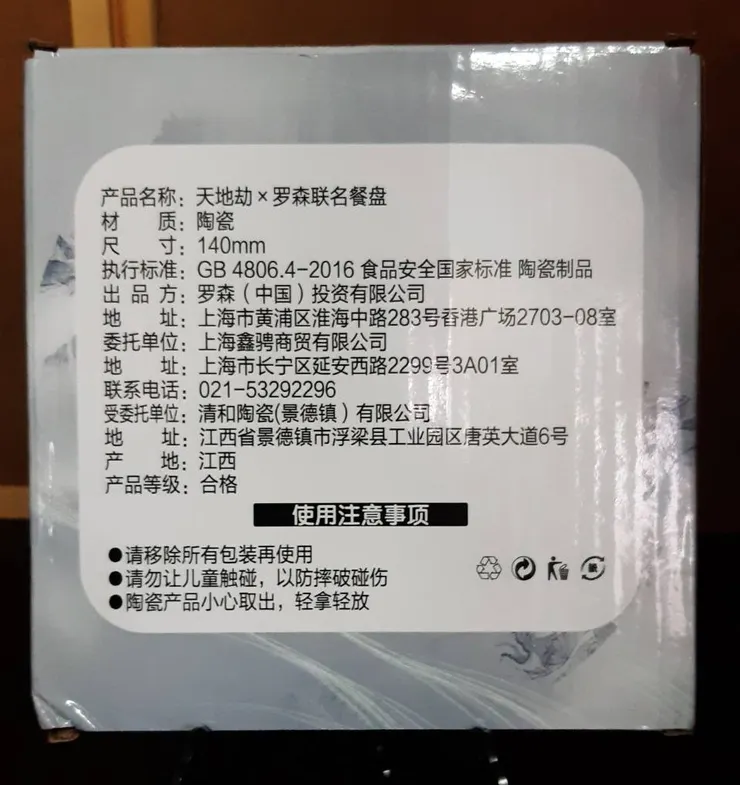 产品名称：天地劫×罗森联名餐盘
材 质：陶瓷
尺 寸：140mm
执行标准：GB 4806.4-2016 食品安全国家标准 陶瓷制品
出 品 方：罗森（中国）投资有限公司
地 址：上海市黄浦区淮海中路283号香港广场2703-08室
委托单位：上海鑫骋商贸有限公司
地 址：上海市长宁区延安西路2299号3A01室
联系电话：021-53292296
受委托单位：清和陶瓷(景德镇）有限公司
地 址：江西省景德镇市浮梁县工业园区唐英大道6号
产 地：江西
产品等级：合格
使用注意事项
●请移除所有包装再使用
●请勿让儿童触碰，以防摔破碰伤
●陶瓷产品小心取出，轻拿轻放